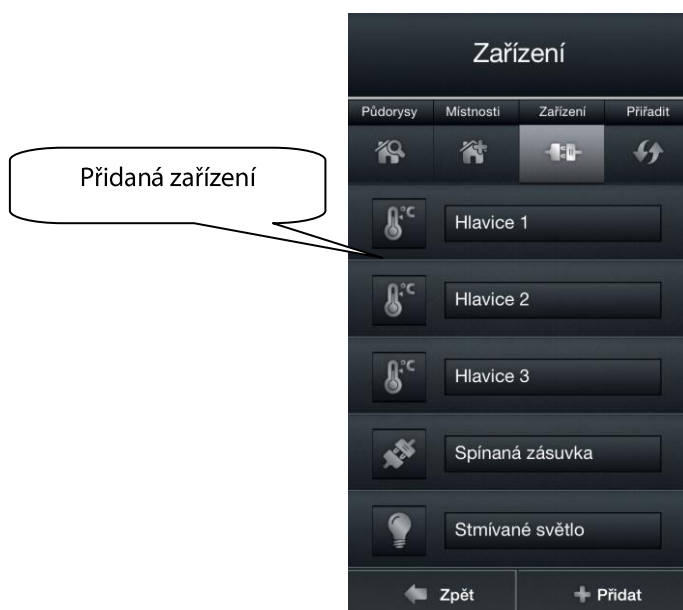 Zařízení
Půdorysy Místnosti Zařízení Přiřadit
Přidaná zařízení
°C
Hlavice 1
°C
Hlavice 2
°C
Hlavice 3
Spínaná zásuvka
Stmívané světlo
Zpět Přidat